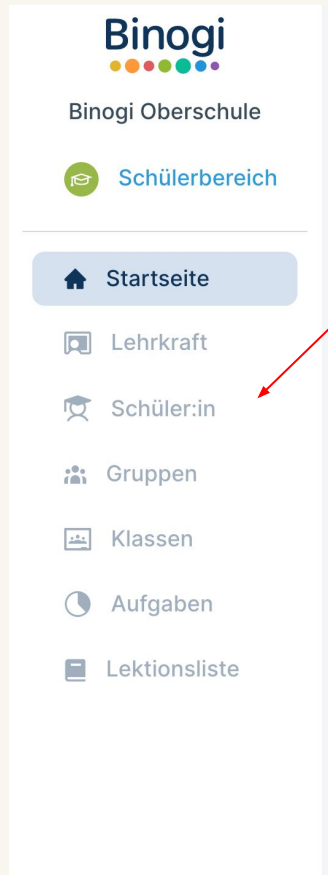 Binogi
Binogi Oberschule
Schülerbereich
Startseite
Lehrkraft
Schüler:in
Gruppen
Klassen
Aufgaben
Lektionsliste